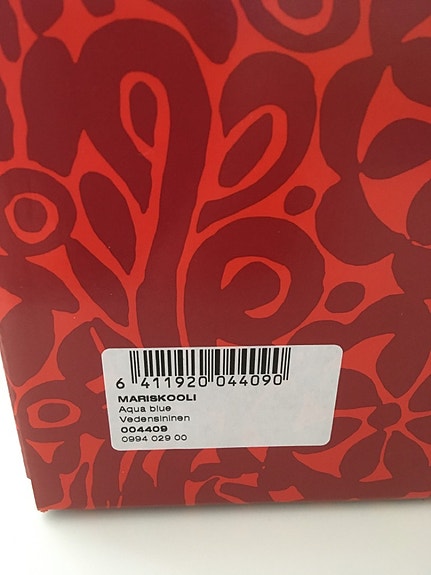 6 411920 044090
MARISKOOLI
Aqua blue
Vedensininen
004409
0994 029 00